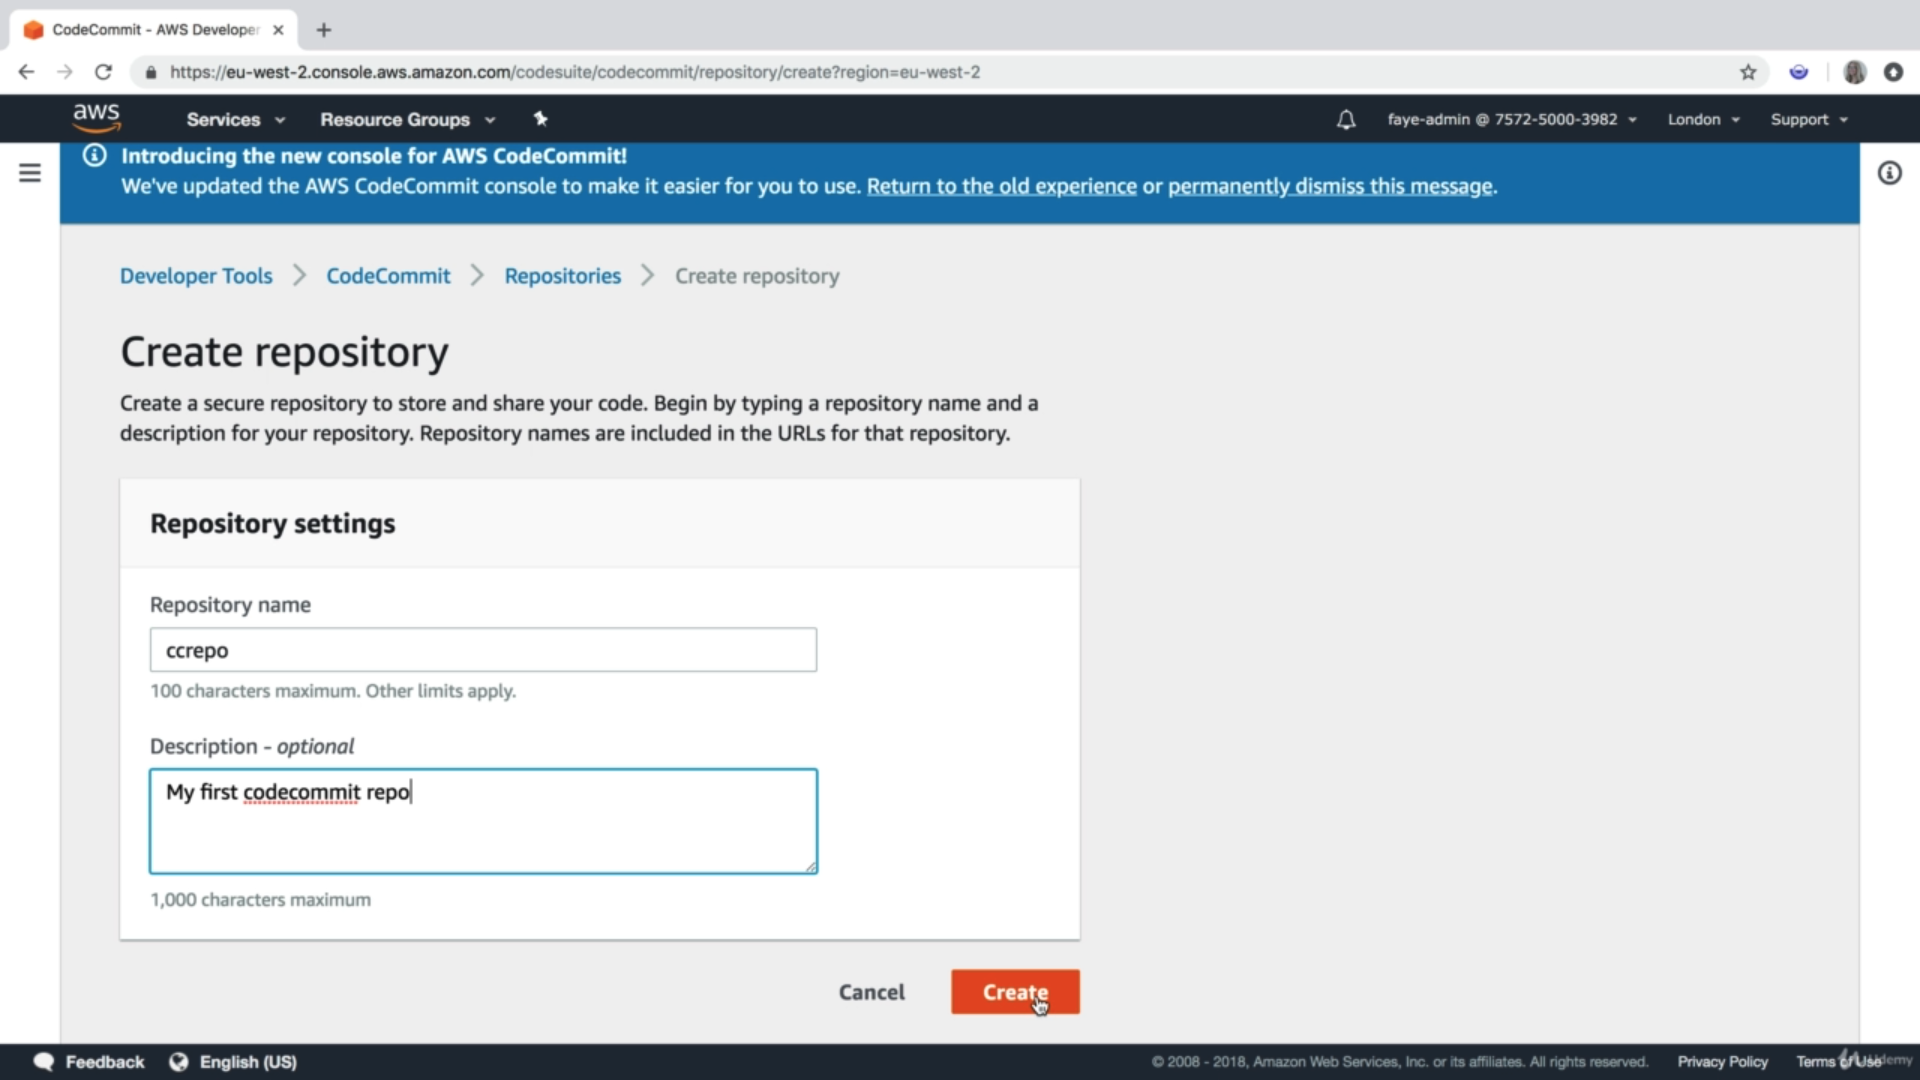 CodeCommit - AWS Developer
https://eu-west-2.console.aws.amazon.com/codesuite/codecommit/repository/create?region=eu-west-2
aws Services Resource Groups faye-admin @ 7572-5000-3982 London Support
Introducing the new console for AWS CodeCommit!
We've updated the AWS CodeCommit console to make it easier for you to use. Return to the old experience or permanently dismiss this message.
Developer Tools > CodeCommit > Repositories > Create repository
Create repository
Create a secure repository to store and share your code. Begin by typing a repository name and a
description for your repository. Repository names are included in the URLs for that repository.
Repository settings
Repository name
ccrepo
100 characters maximum. Other limits apply.
Description - optional
My first codecommit repo
1,000 characters maximum
Cancel Create
Feedback English (US) © 2008 - 2018, Amazon Web Services, Inc. or its affiliates. All rights reserved. Privacy Policy Terms of Use